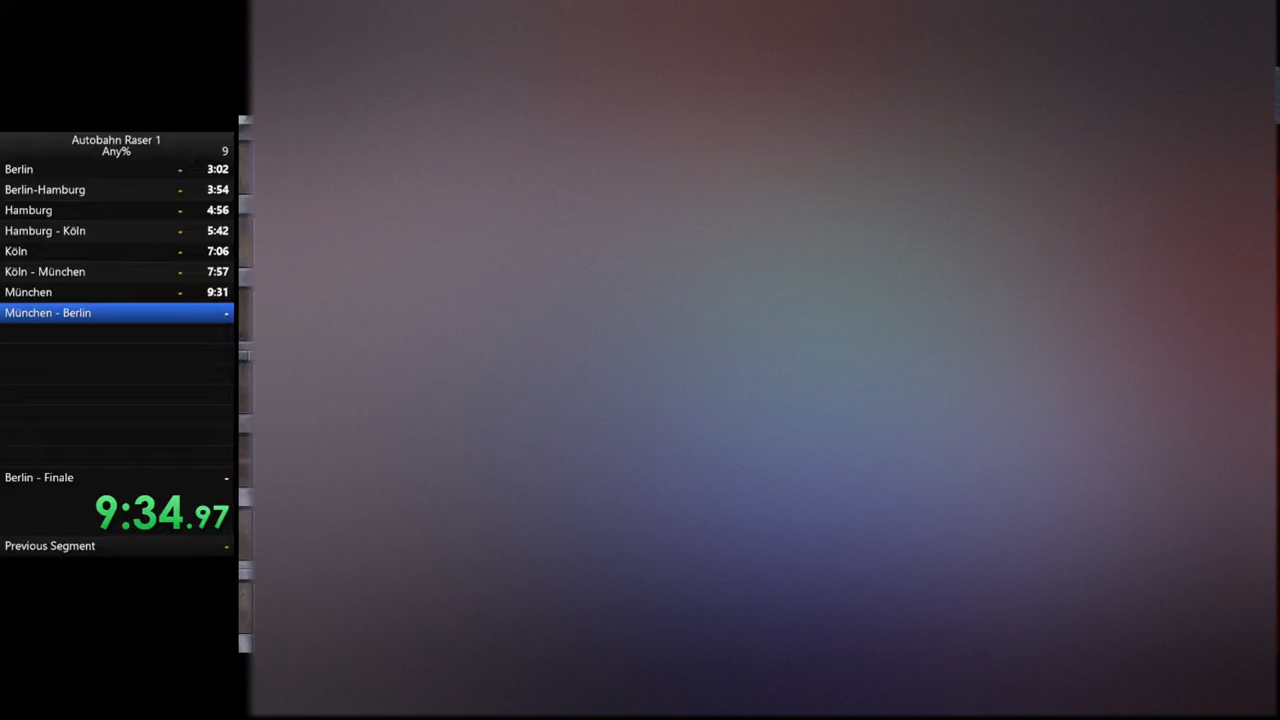 Autobahn Raser 1
Any% 9
Berlin - 3:02
Berlin-Hamburg - 3:54
Hamburg - 4:56
Hamburg - Köln - 5:42
Köln - 7:06
Köln - München - 7:57
München - 9:31
München - Berlin -
Berlin - Finale -
9:34.97
Previous Segment -